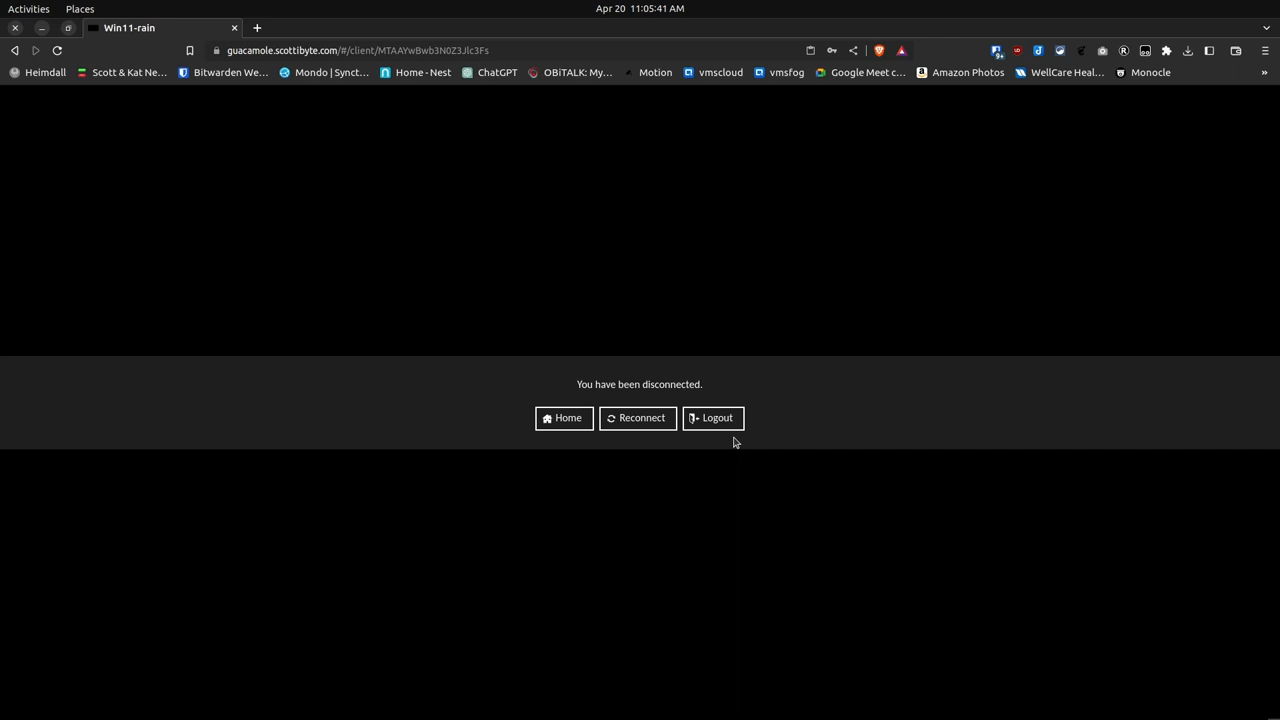 Activities Places Apr 20 11:05:41 AM
Win11-rain
guacamole.scottibyte.com/#/client/MTAAYwBwb3N0Z3Jlc3Fs
9+
Heimdall Scott & Kat Ne... Bitwarden We... Mondo | Synct... Home - Nest ChatGPT OBiTALK: My... Motion vmscloud vmsfog Google Meet c... Amazon Photos WellCare Heal... Monocle »
You have been disconnected.
Home Reconnect Logout